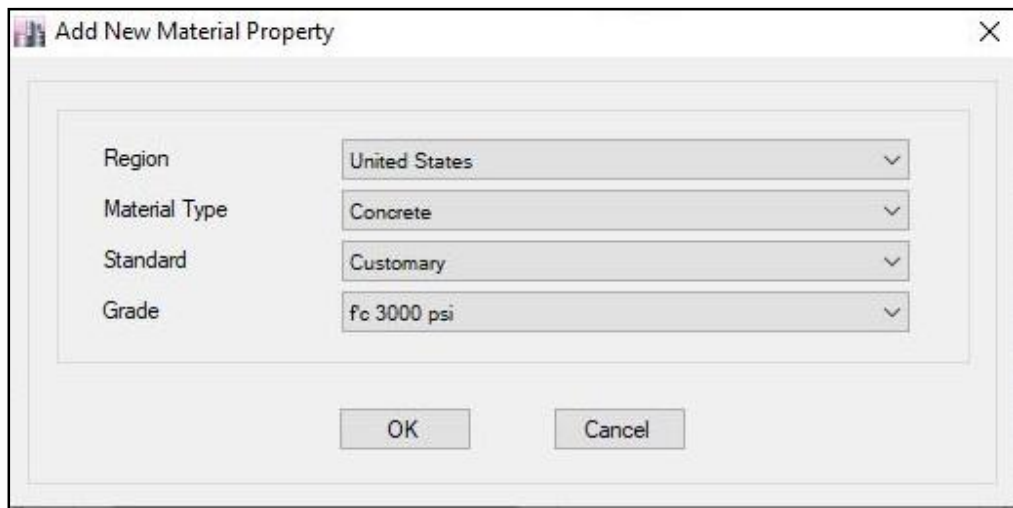 Add New Material Property
Region United States
Material Type Concrete
Standard Customary
Grade f'c 3000 psi
OK Cancel